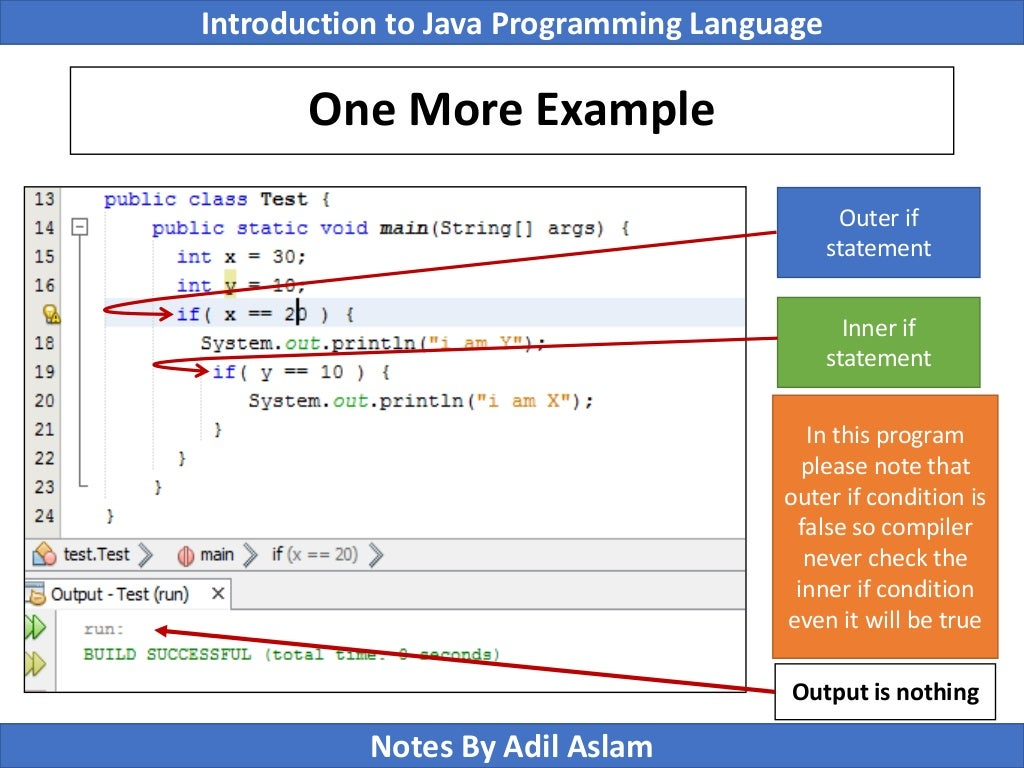 Introduction to Java Programming Language
One More Example
13 public class Test {
14 public static void main(String[] args) {
15 int x = 30;
16 int y = 10;
if( x == 20 ) {
18 System.out.println("i am Y");
19 if( y == 10 ) {
20 System.out.println("i am X");
21 }
22 }
23 }
24 }
test.Test main if (x == 20)
Output - Test (run) X
run:
BUILD SUCCESSFUL (total time: 0 seconds)
Outer if
statement
Inner if
statement
In this program
please note that
outer if condition is
false so compiler
never check the
inner if condition
even it will be true
Output is nothing
Notes By Adil Aslam